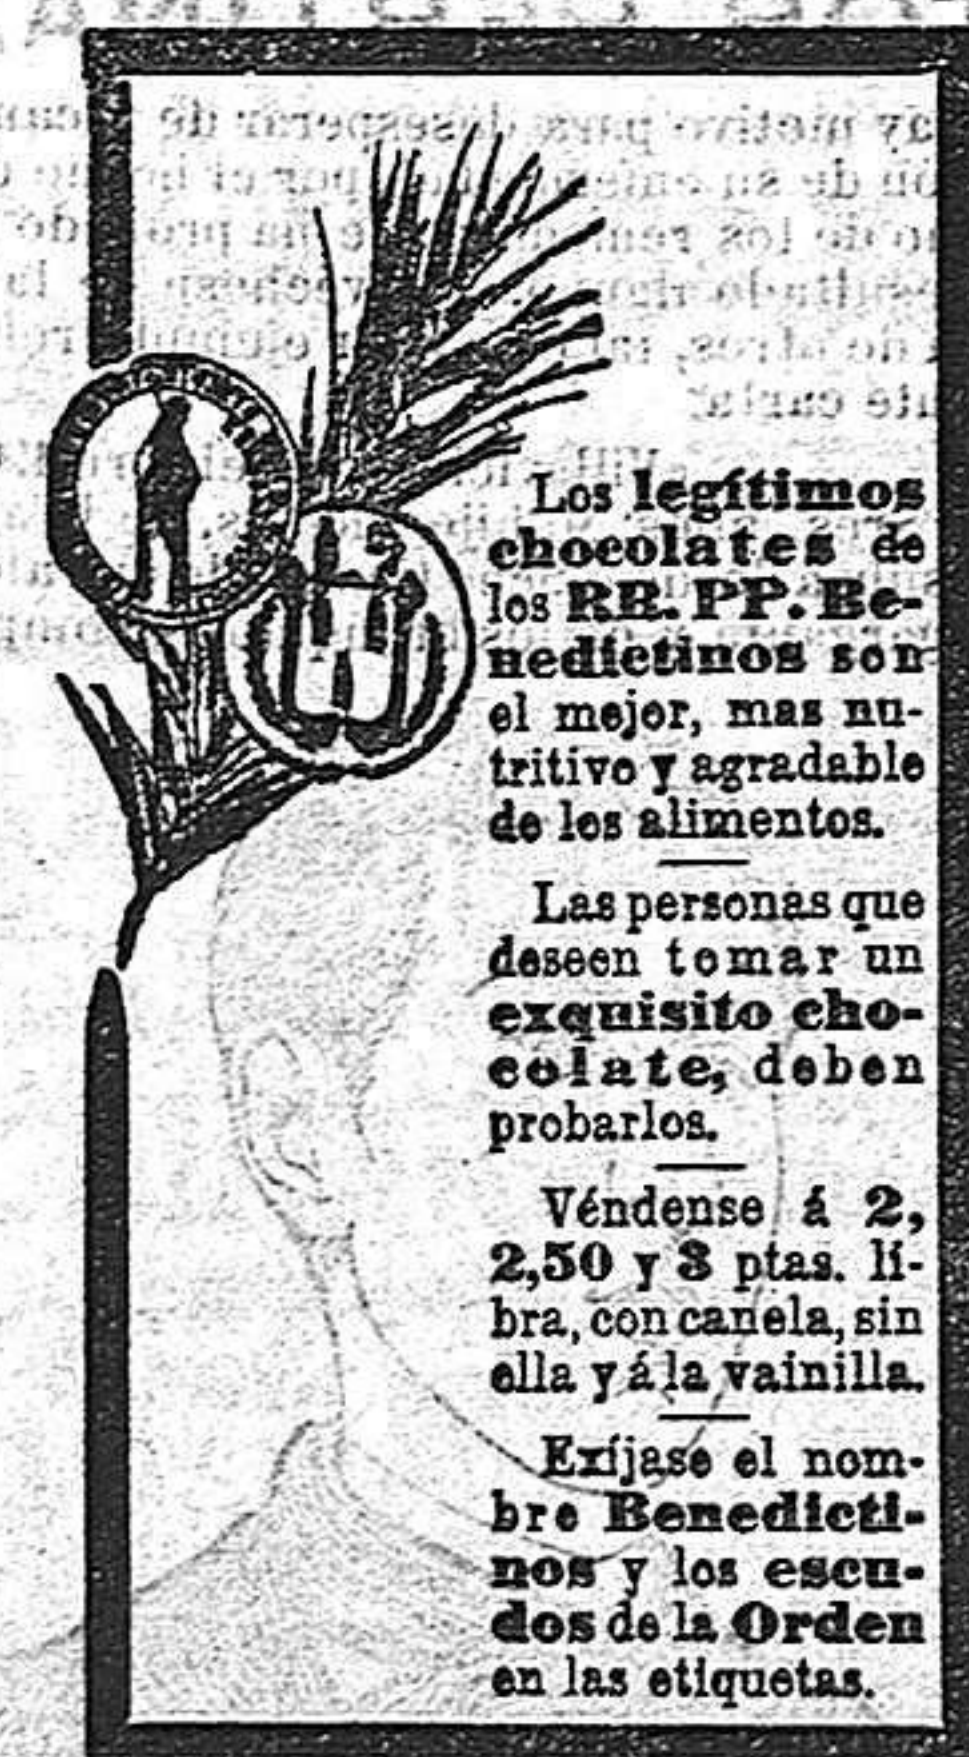 Los legítimos
chocolates de
los RR. PP. Be-
nedictinos son
el mejor, mas nu-
tritivo y agradable
de los alimentos.
Las personas que
deseen tomar un
exquisito cho-
colate, deben
probarlos.
Véndense á 2,
2,50 y 3 ptas. li-
bra, con canela, sin
ella y á la vainilla.
Exíjase el nom-
bre Benedicti-
nos y los escu-
dos de la Orden
en las etiquetas.